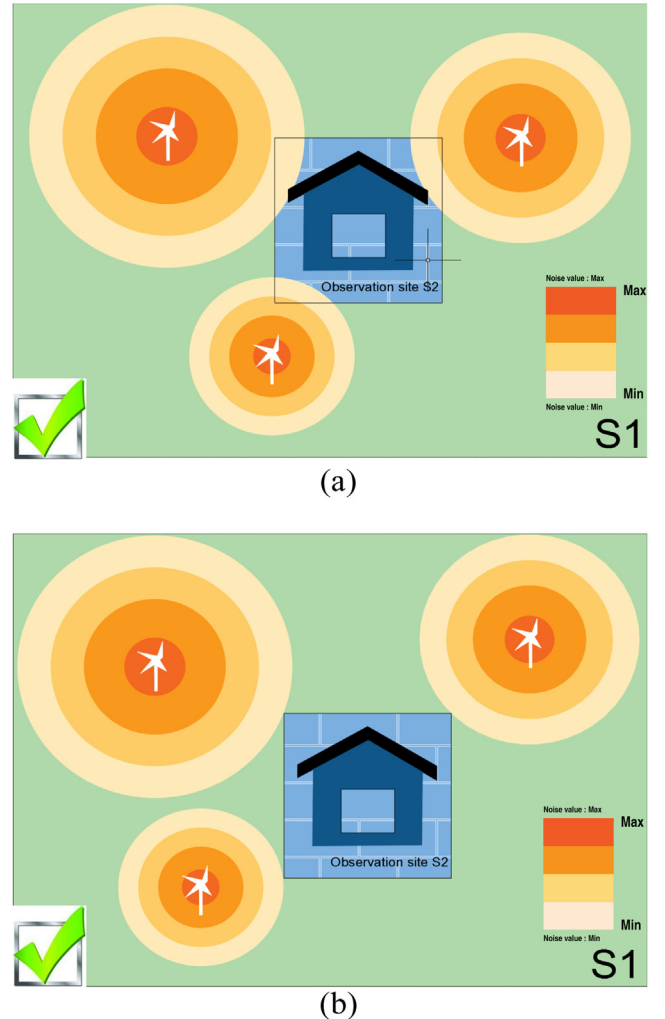 Observation site S2
Noise value : Max
Max
Min
Noise value : Min
S1
(a)
Observation site S2
Noise value : Max
Max
Min
Noise value : Min
S1
(b)